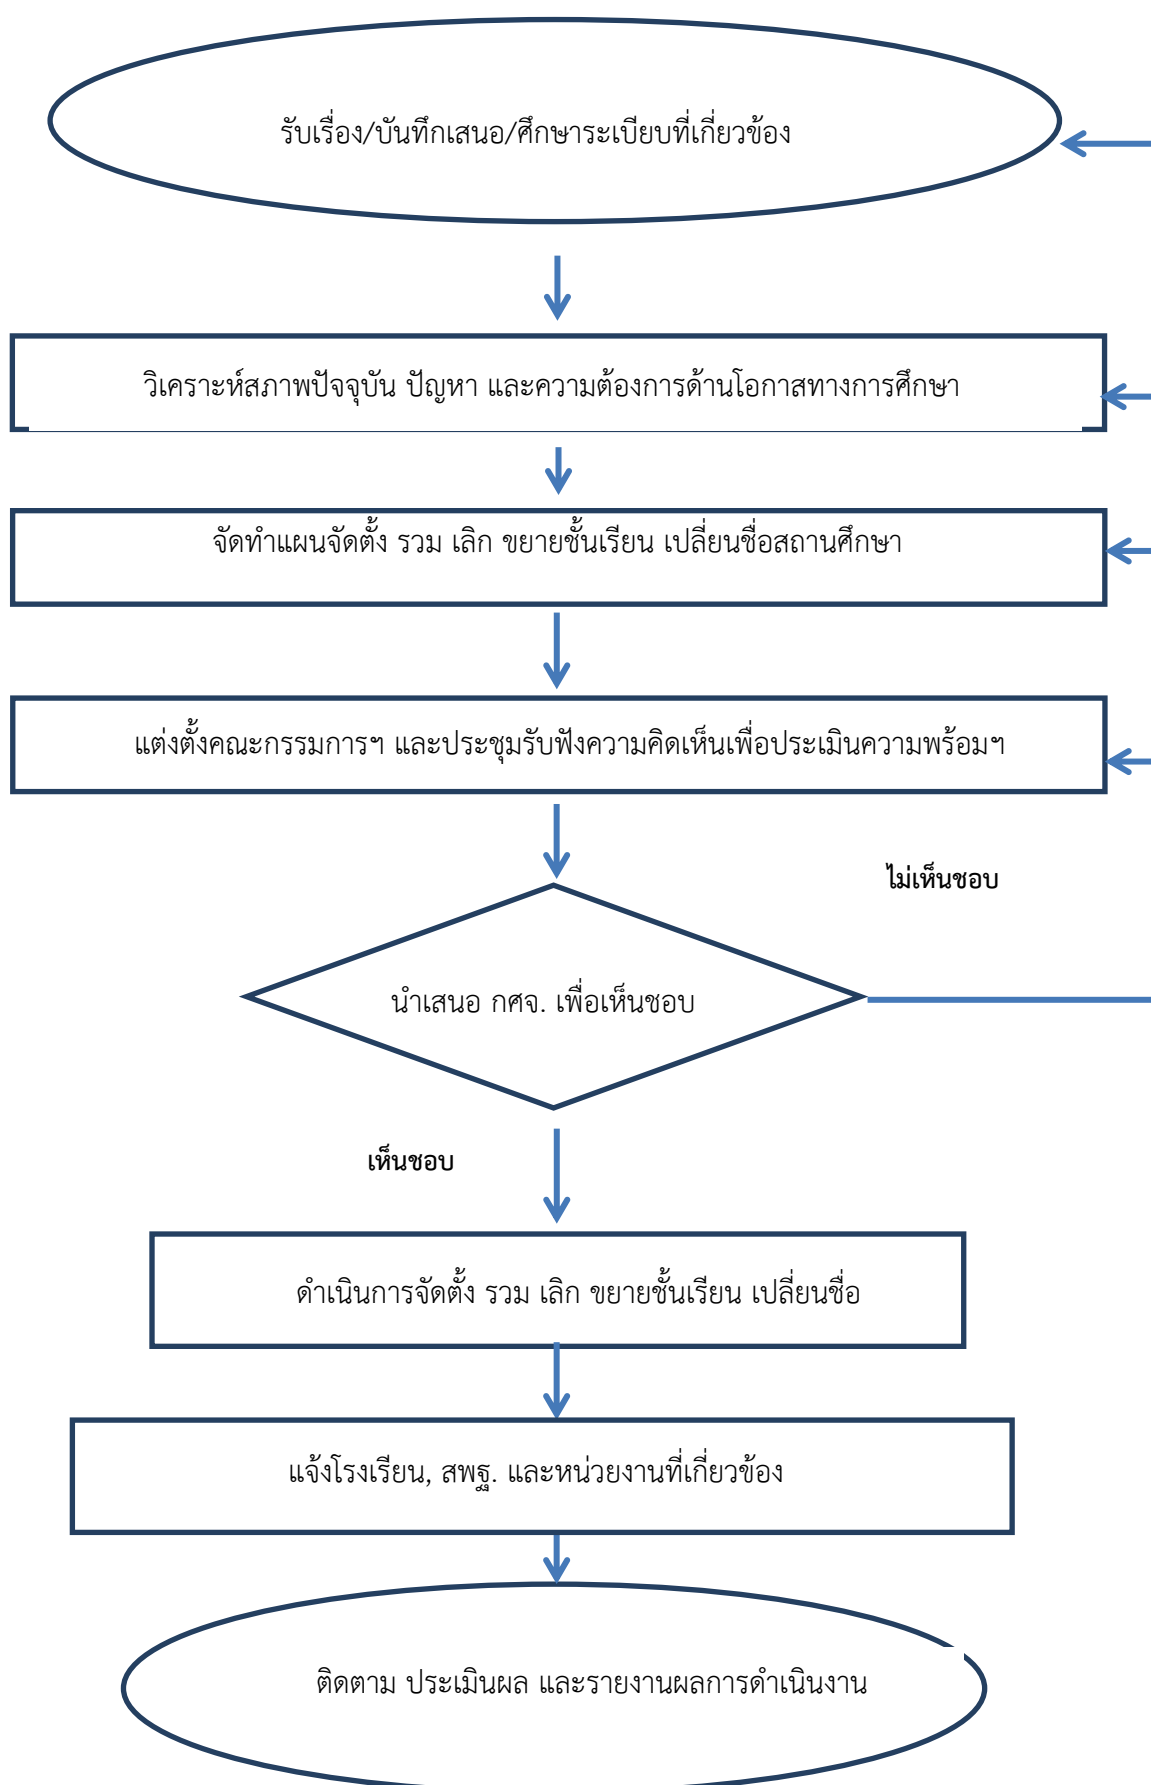 รับเรื่อง/บันทึกเสนอ/ศึกษาระเบียบที่เกี่ยวข้อง
วิเคราะห์สภาพปัจจุบัน ปัญหา และความต้องการด้านโอกาสทางการศึกษา
จัดทำแผนจัดตั้ง รวม เลิก ขยายชั้นเรียน เปลี่ยนชื่อสถานศึกษา
แต่งตั้งคณะกรรมการฯ และประชุมรับฟังความคิดเห็นเพื่อประเมินความพร้อมฯ
ไม่เห็นชอบ
นำเสนอ กศจ. เพื่อเห็นชอบ
เห็นชอบ
ดำเนินการจัดตั้ง รวม เลิก ขยายชั้นเรียน เปลี่ยนชื่อ
แจ้งโรงเรียน, สพฐ. และหน่วยงานที่เกี่ยวข้อง
ติดตาม ประเมินผล และรายงานผลการดำเนินงาน